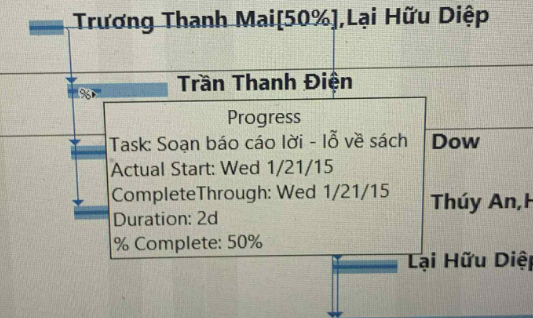 Trương Thanh Mai[50%],Lại Hữu Diệp
Trần Thanh Điện
%
Progress
Task: Soạn báo cáo lời - lỗ về sách
Actual Start: Wed 1/21/15
CompleteThrough: Wed 1/21/15
Duration: 2d
% Complete: 50%
Dow
Thúy An,H
Lại Hữu Diệp